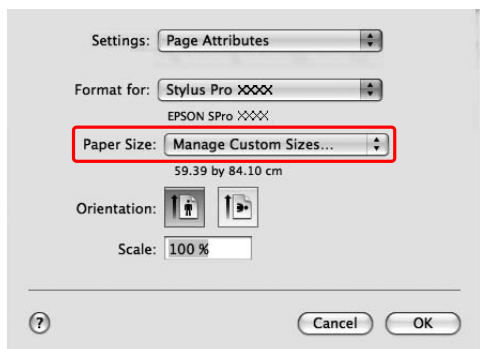 Settings: Page Attributes
Format for: Stylus Pro XXXX
EPSON SPro XXXX
Paper Size: Manage Custom Sizes...
59.39 by 84.10 cm
Orientation:
Scale: 100 %
? Cancel OK